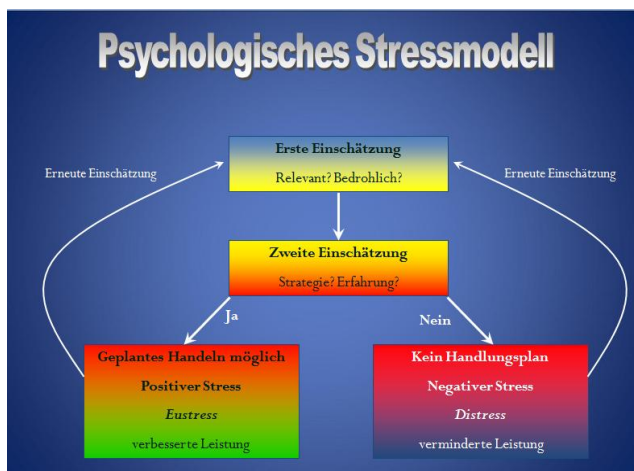 Psychologisches Stressmodell
Erste Einschätzung
Relevant? Bedrohlich?
Erneute Einschätzung
Erneute Einschätzung
Zweite Einschätzung
Strategie? Erfahrung?
Ja
Nein
Geplantes Handeln möglich
Positiver Stress
Eustress
verbesserte Leistung
Kein Handlungsplan
Negativer Stress
Distress
verminderte Leistung